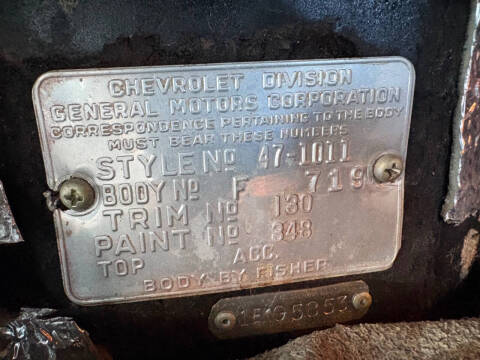 CHEVROLET DIVISION
GENERAL MOTORS CORPORATION
CORRESPONDENCE PERTAINING TO THE BODY
MUST BEAR THESE NUMBERS
STYLE No 47-1011
BODY No F 719
TRIM No 130
PAINT No 348
TOP ACC.
BODY BY FISHER